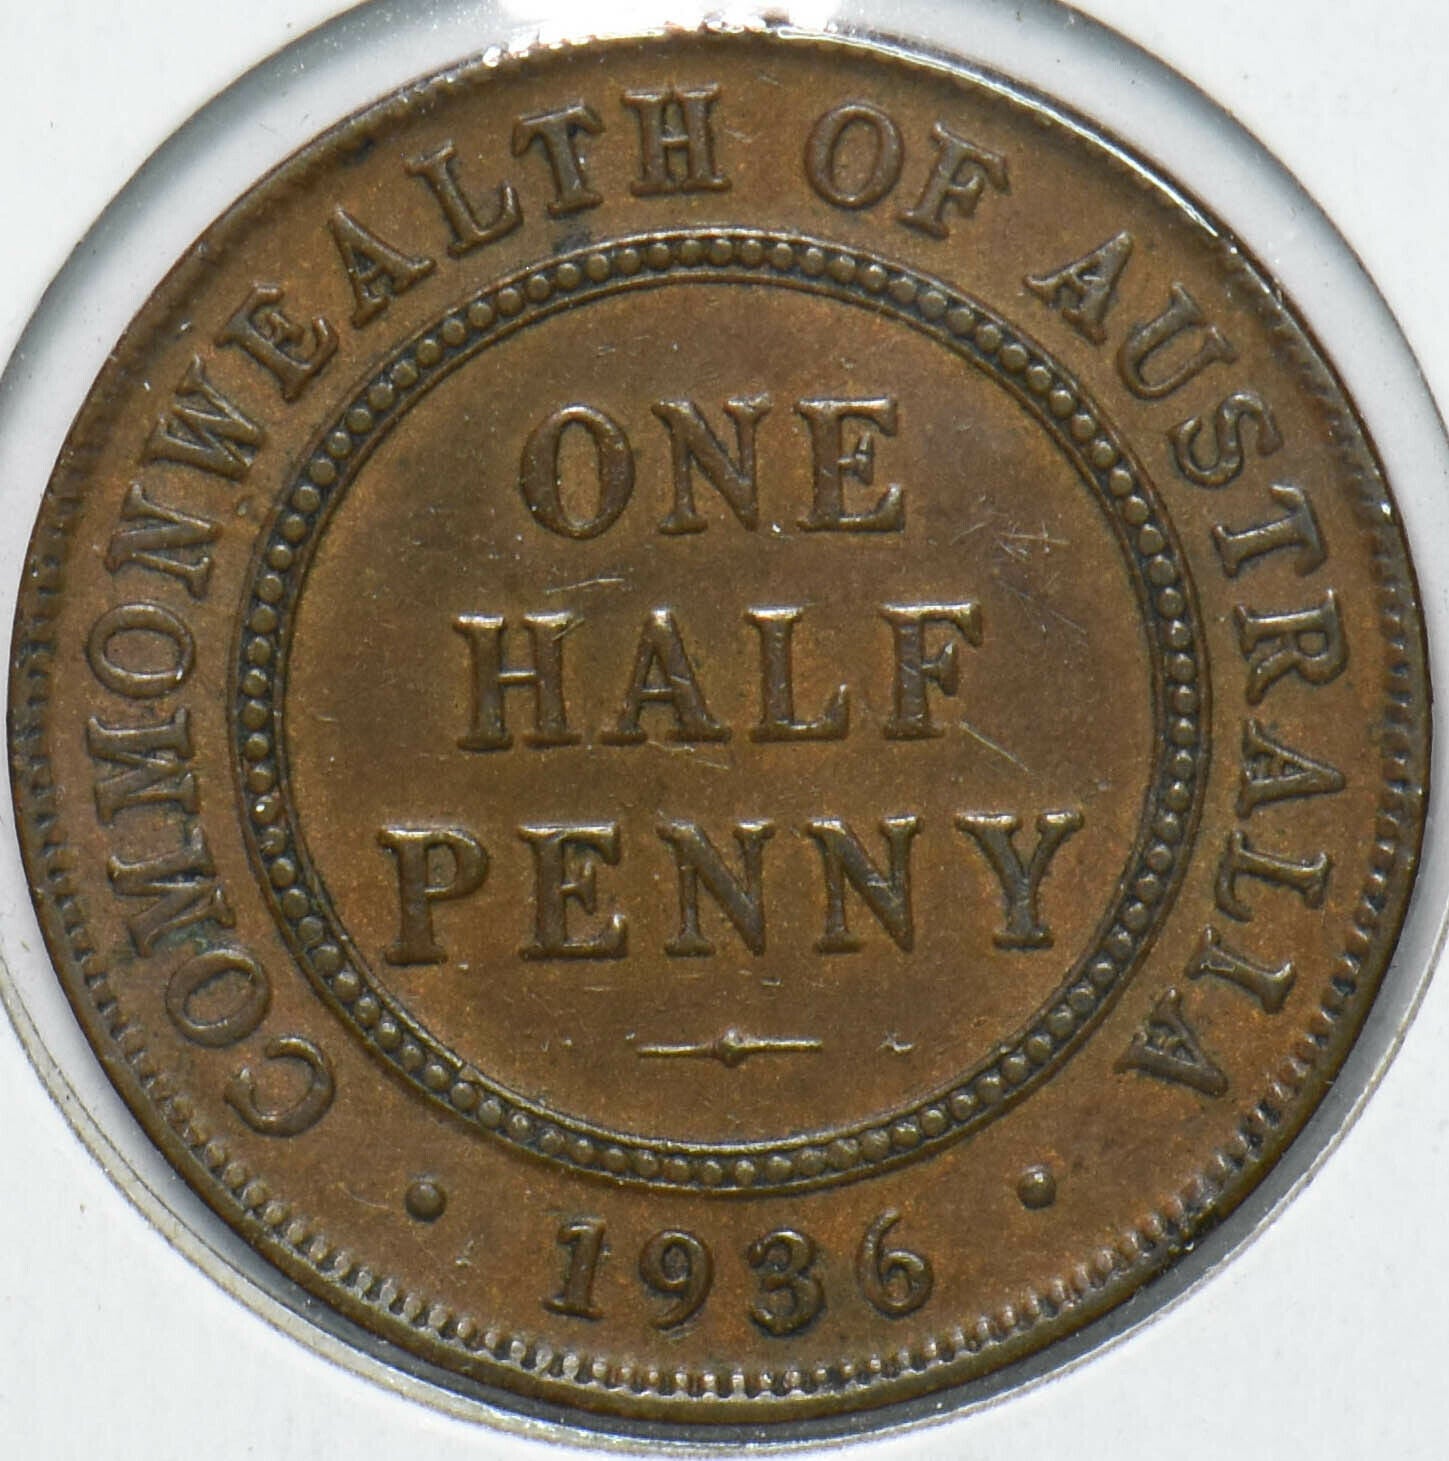 COMMONWEALTH OF AUSTRALIA
ONE
HALF
PENNY
· 1936 ·